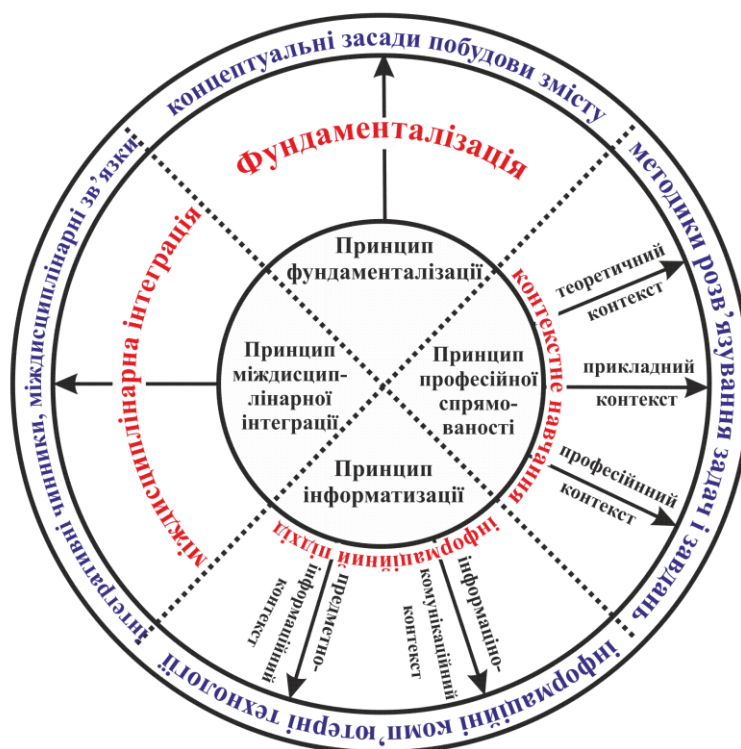 концептуальні засади побудови змісту
Фундаменталізація
Принцип
фундаменталізації
методики розв’язування задач і завдань
контекстне навчання
теоретичний
контекст
прикладний
контекст
професійнний
контекст
Принцип
професійної
спрямо-
ваності
Принцип
міждисцип-
лінарної
інтеграції
міждисциплінарна інтеграція
інтегративні чинники, міждисциплінарні зв’язки
Принцип
інформатизації
інформаційний підхід
предметно-
інформаційний
контекст
інформаціно-
комунікаційний
контекст
інформаційні комп’ютерні технології